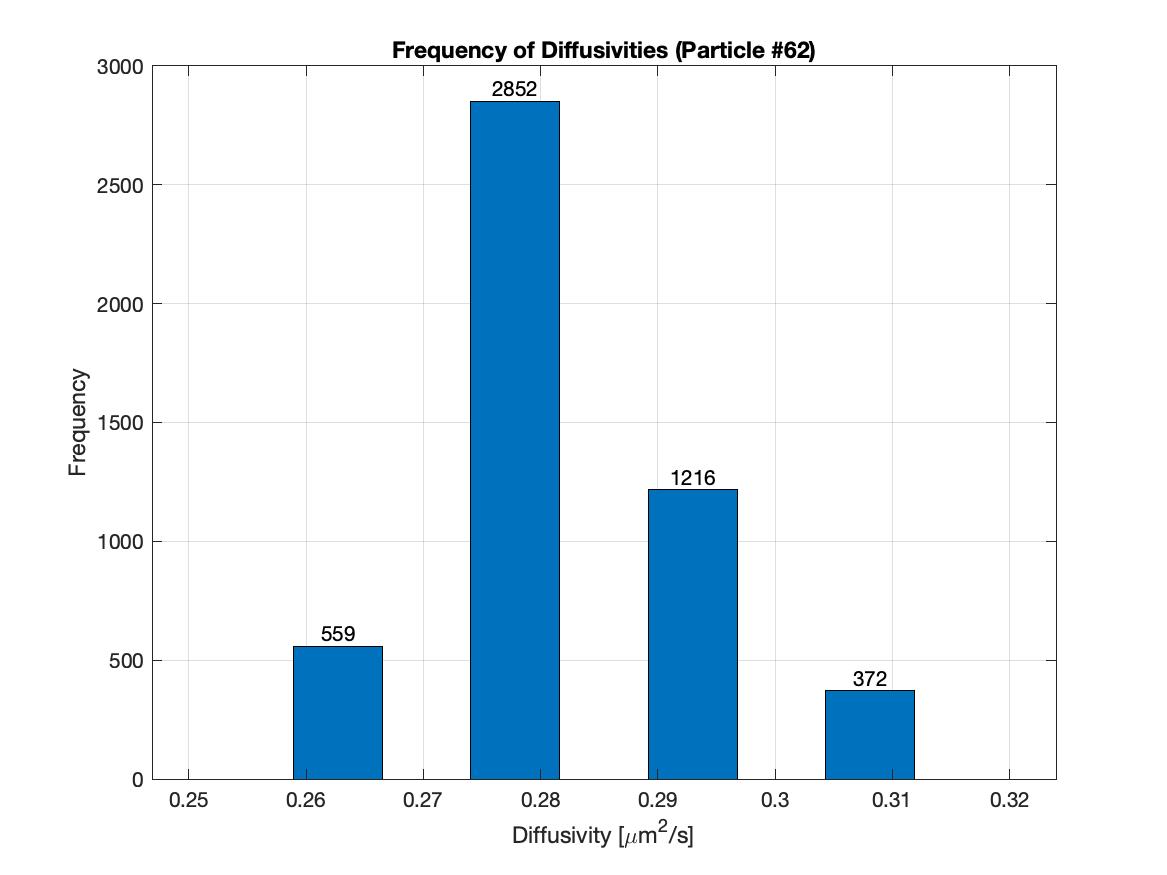 Frequency of Diffusivities (Particle #62)
3000
2852
2500
2000
1500
1216
1000
559
500
372
0
0.25 0.26 0.27 0.28 0.29 0.3 0.31 0.32
Frequency
Diffusivity [μm²/s]